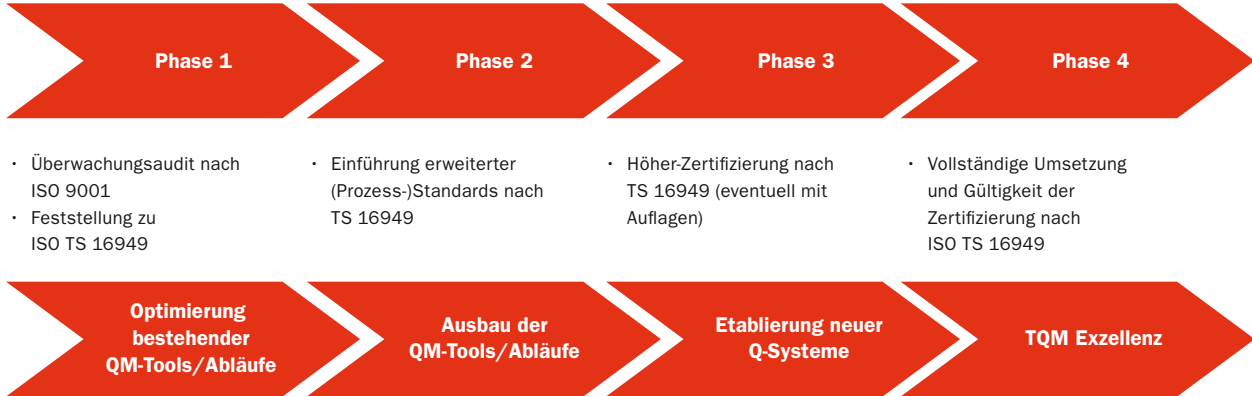 Phase 1
Phase 2
Phase 3
Phase 4
· Überwachungsaudit nach
ISO 9001
· Feststellung zu
ISO TS 16949
· Einführung erweiterter
(Prozess-)Standards nach
TS 16949
· Höher-Zertifizierung nach
TS 16949 (eventuell mit
Auflagen)
· Vollständige Umsetzung
und Gültigkeit der
Zertifizierung nach
ISO TS 16949
Optimierung
bestehender
QM-Tools/Abläufe
Ausbau der
QM-Tools/Abläufe
Etablierung neuer
Q-Systeme
TQM Exzellenz